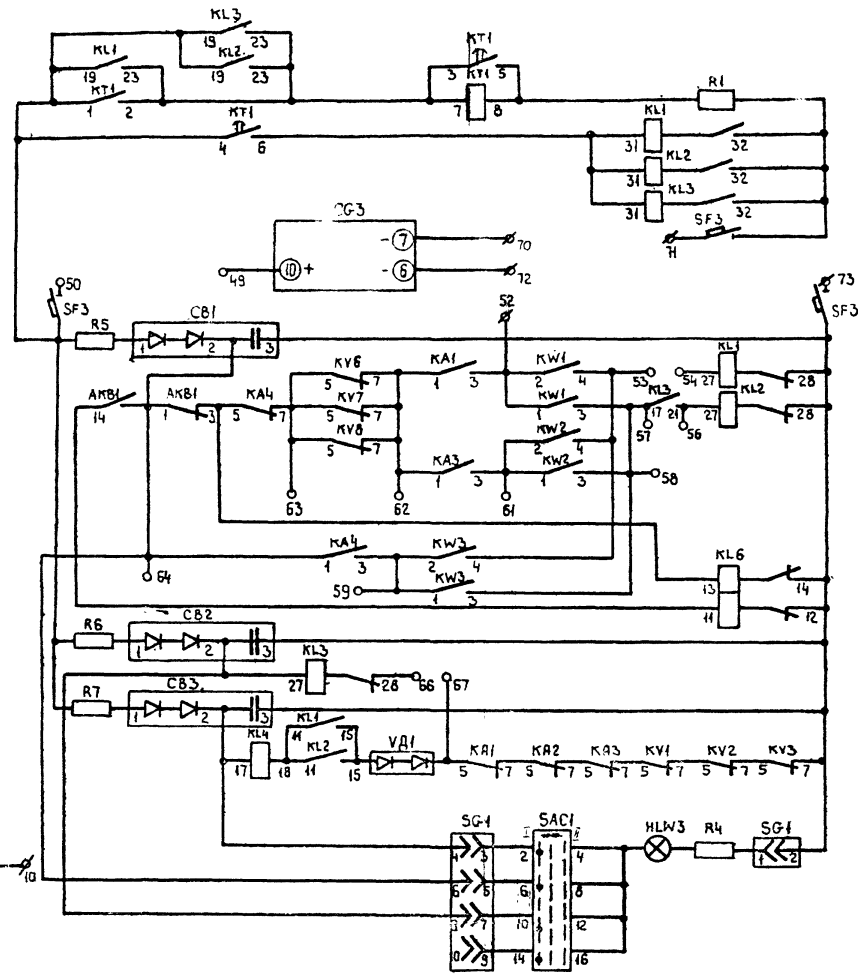 KL3
19 23
KL1 KL2
19 23 19 23
KT1
1 2
KT1
3 5
KT1
7 8
R1
KT1
4 6
KL1
31 32
KL2
31 32
KL3
31 32
SF3
71
CG3
-7 70
49 10 + -6 72
50 52 73
SF3 SF3
R5 CB1
1 2 3
KV6 KA1 KW1 KL1
5 7 1 3 2 4 53 54 27 28
AKB1 AKB1 KA4 KV7 KW1 KL3 KL2
14 1 3 5 7 5 7 1 3 17 21 27 28
57 56
KV8 KW2
5 7 2 4
KA3 KW2
1 3 1 3 58
63 62 61
KA4 KW3 KL6
1 3 2 4 13 14
64
59 KW3
1 3
11 12
R6 CB2
1 2 3
KL3
27 28 66 67
R7 CB3
1 2 3
KL4 KL1
11 15
KL2 VД1 KA1 KA2 KA3 KV1 KV2 KV3
17 18 11 15 5 7 5 7 5 7 5 7 5 7 5 7
SG1 SAC1 HLW3 R4 SG1
I II
4 3 2 4 1 2
10
6 5 6 8
8 7 10 12
10 9 14 16